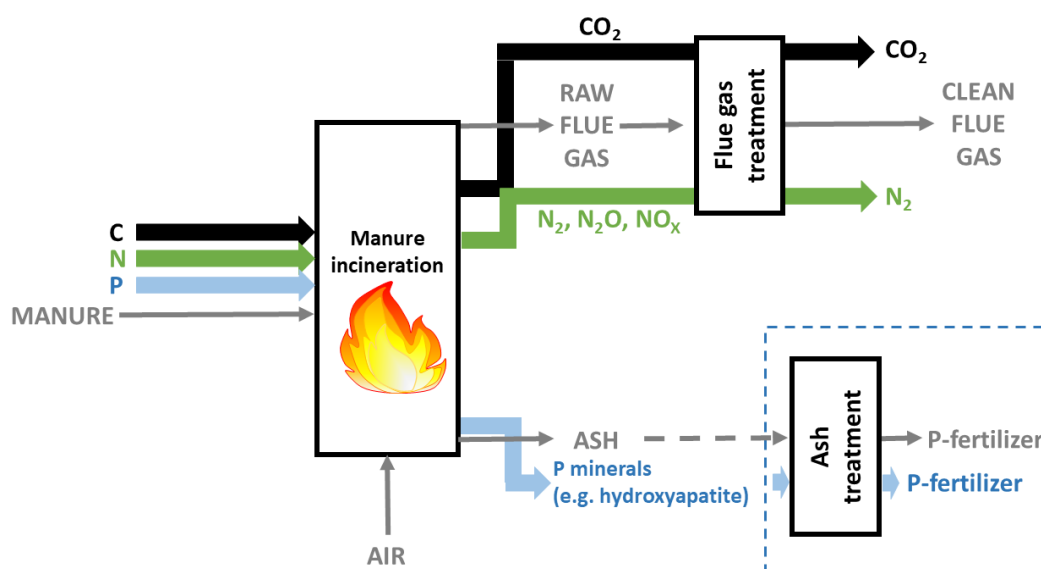 CO₂
CO₂
RAW
FLUE
GAS
Flue gas
treatment
CLEAN
FLUE
GAS
N₂
N₂, N₂O, NOₓ
C
N
P
MANURE
Manure
incineration
ASH
P minerals
(e.g. hydroxyapatite)
Ash
treatment
P-fertilizer
P-fertilizer
AIR